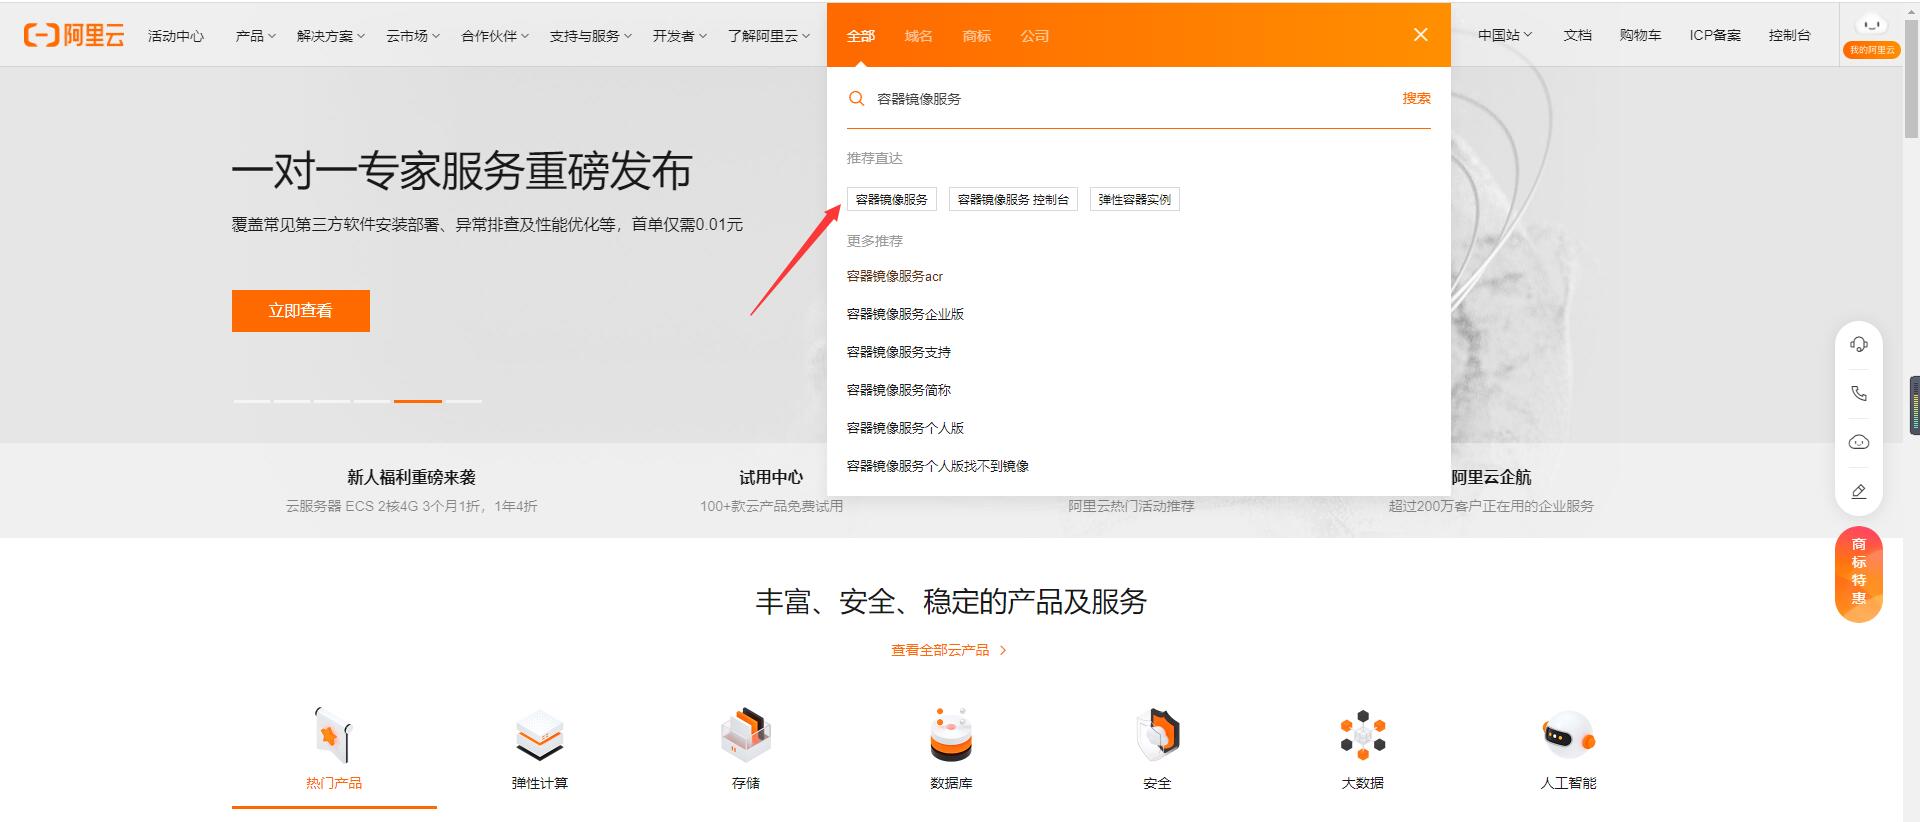 阿里云 活动中心 产品 解决方案 云市场 合作伙伴 支持与服务 开发者 了解阿里云 全部 域名 商标 公司 中国站 文档 购物车 ICP备案 控制台
我的阿里云
容器镜像服务 搜索
推荐直达
容器镜像服务 容器镜像服务 控制台 弹性容器实例
更多推荐
容器镜像服务acr
容器镜像服务企业版
容器镜像服务支持
容器镜像服务简称
容器镜像服务个人版
容器镜像服务个人版找不到镜像
一对一专家服务重磅发布
覆盖常见第三方软件安装部署、异常排查及性能优化等，首单仅需0.01元
立即查看
新人福利重磅来袭 试用中心 阿里云企航
云服务器 ECS 2核4G 3个月1折，1年4折 100+款云产品免费试用 阿里云热门活动推荐 超过200万客户正在用的企业服务
商标特惠
丰富、安全、稳定的产品及服务
查看全部云产品
热门产品 弹性计算 存储 数据库 安全 大数据 人工智能